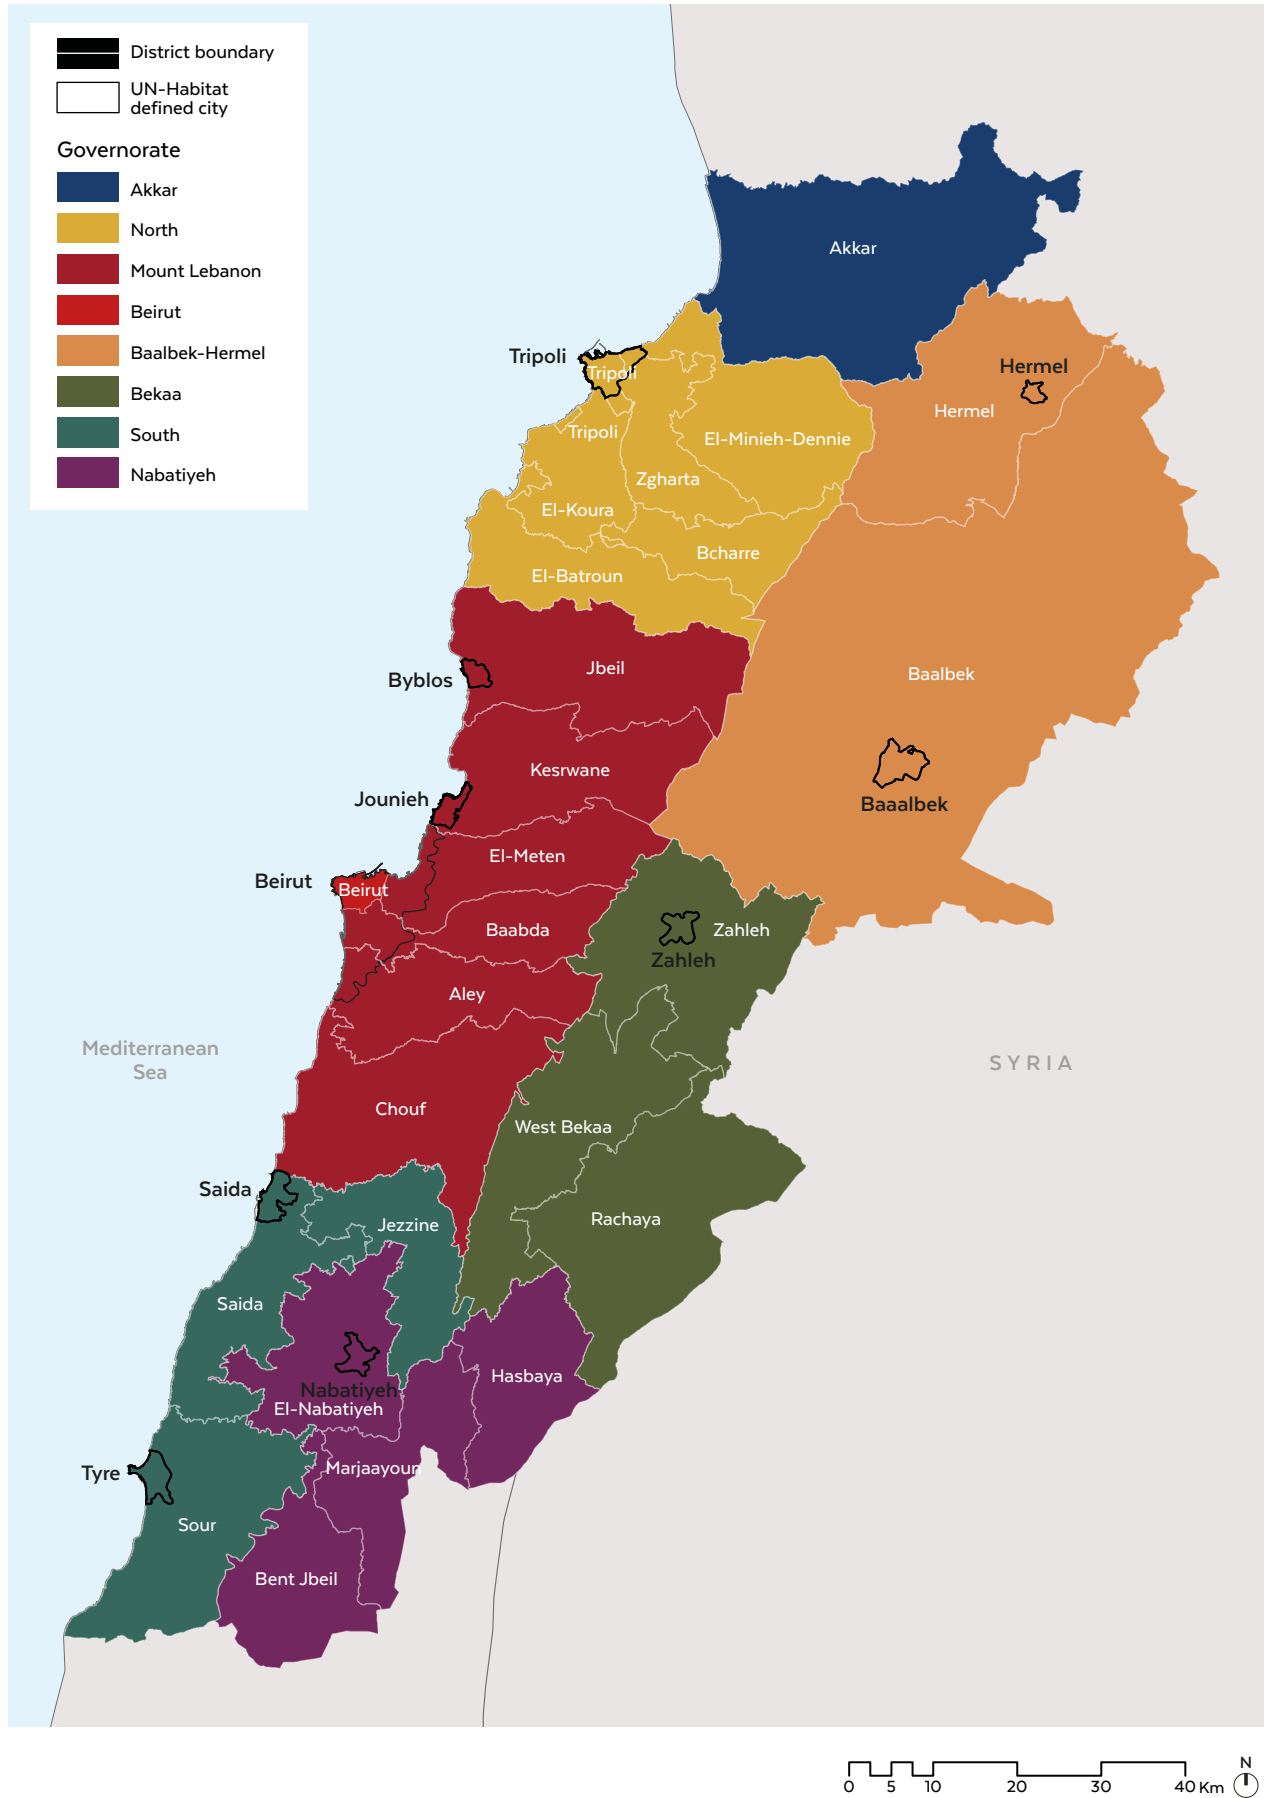 District boundary
UN-Habitat
defined city
Governorate
Akkar
North
Mount Lebanon
Beirut
Baalbek-Hermel
Bekaa
South
Nabatiyeh
Akkar
Tripoli
Tripoli
Hermel
Hermel
Tripoli
El-Minieh-Dennie
Zgharta
El-Koura
Bcharre
El-Batroun
Jbeil
Byblos
Baalbek
Kesrwane
Jounieh
Baaalbek
El-Meten
Beirut
Beirut
Baabda
Zahleh
Zahleh
Aley
Mediterranean
Sea
SYRIA
Chouf
West Bekaa
Saida
Jezzine
Rachaya
Saida
Hasbaya
Nabatiyeh
El-Nabatiyeh
Marjaayoun
Tyre
Sour
Bent Jbeil
N
0 5 10 20 30 40 Km